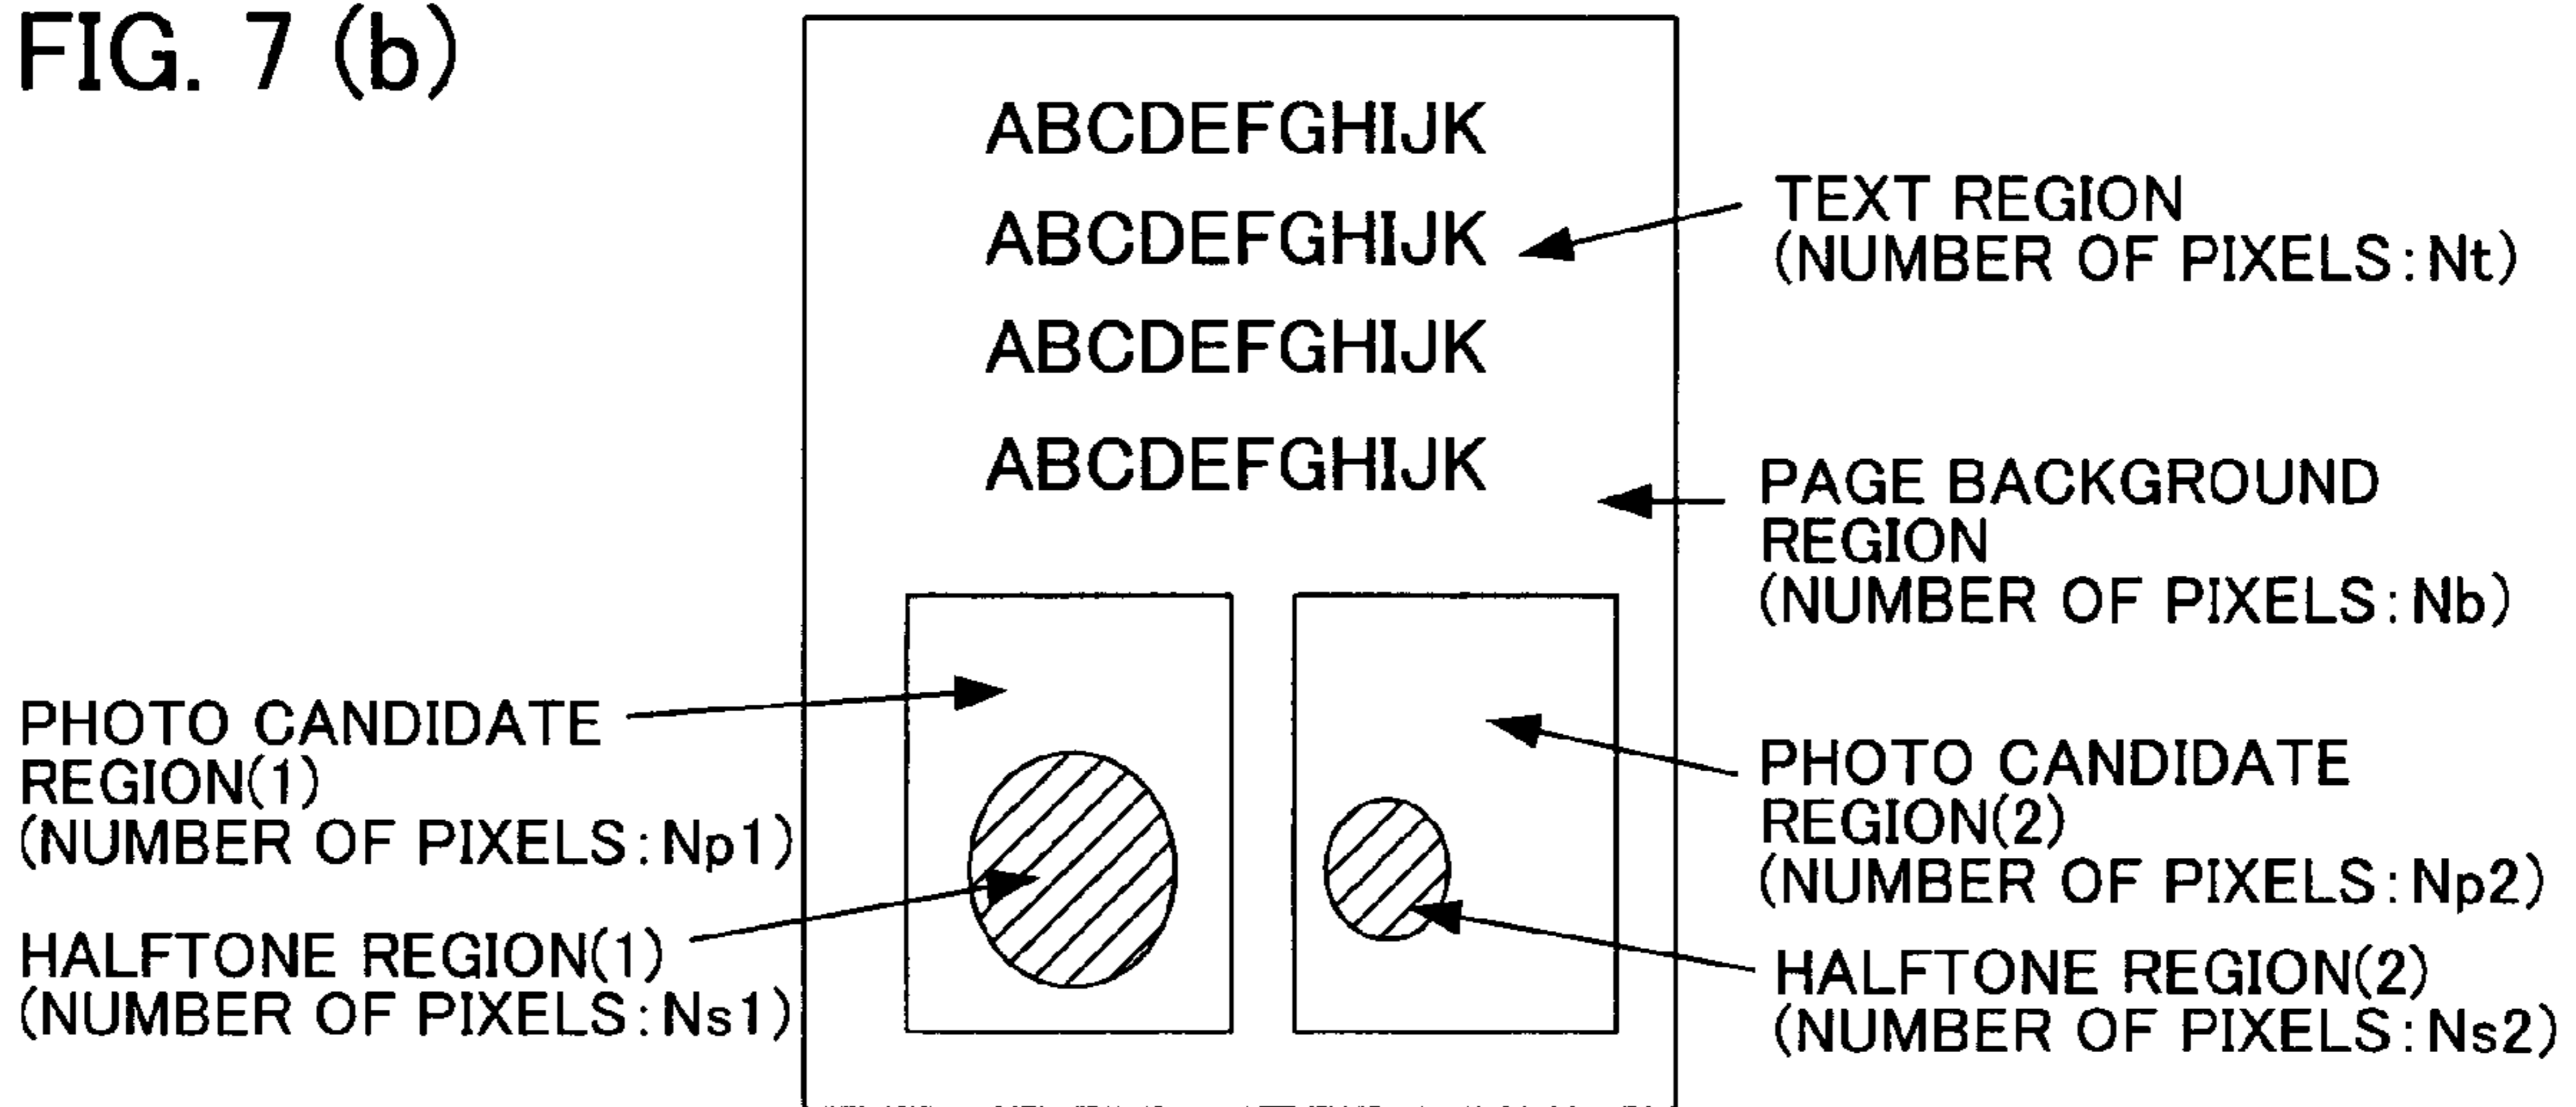 FIG. 7 (b)
ABCDEFGHIJK
ABCDEFGHIJK
ABCDEFGHIJK
ABCDEFGHIJK
TEXT REGION
(NUMBER OF PIXELS:Nt)
PAGE BACKGROUND
REGION
(NUMBER OF PIXELS:Nb)
PHOTO CANDIDATE
REGION(1)
(NUMBER OF PIXELS:Np1)
HALFTONE REGION(1)
(NUMBER OF PIXELS:Ns1)
PHOTO CANDIDATE
REGION(2)
(NUMBER OF PIXELS:Np2)
HALFTONE REGION(2)
(NUMBER OF PIXELS:Ns2)